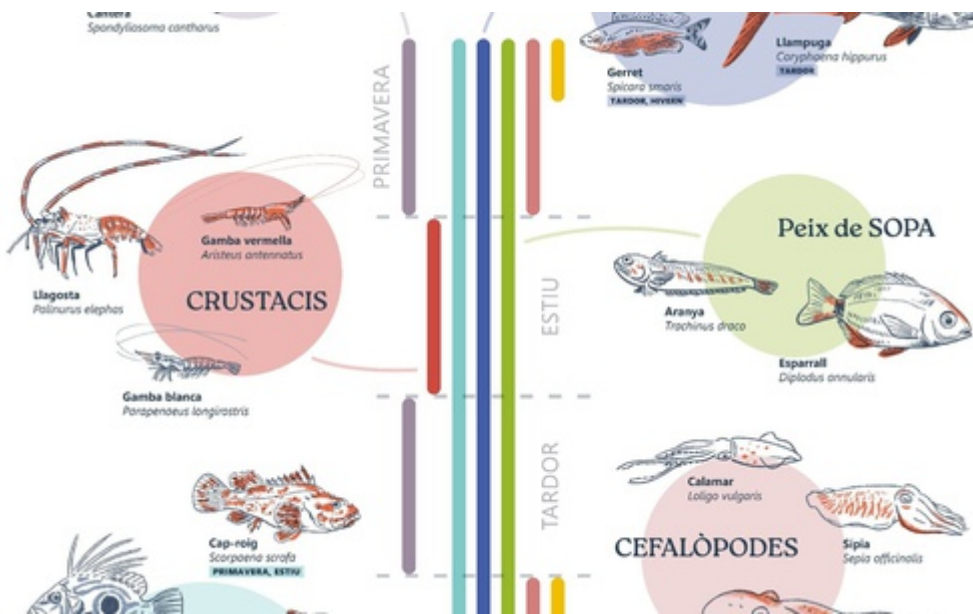 Càntera
Spondyliosoma cantharus
PRIMAVERA
Gerret
Spicara smaris
TARDOR, HIVERN
Llampuga
Coryphaena hippurus
TARDOR
Gamba vermella
Aristeus antennatus
Llagosta
Palinurus elephas
CRUSTACIS
Gamba blanca
Parapenaeus longirostris
ESTIU
Peix de SOPA
Aranya
Trachinus draco
Esparrall
Diplodus annularis
TARDOR
Calamar
Loligo vulgaris
CEFALÒPODES
Sípia
Sepia officinalis
Cap-roig
Scorpaena scrofa
PRIMAVERA, ESTIU